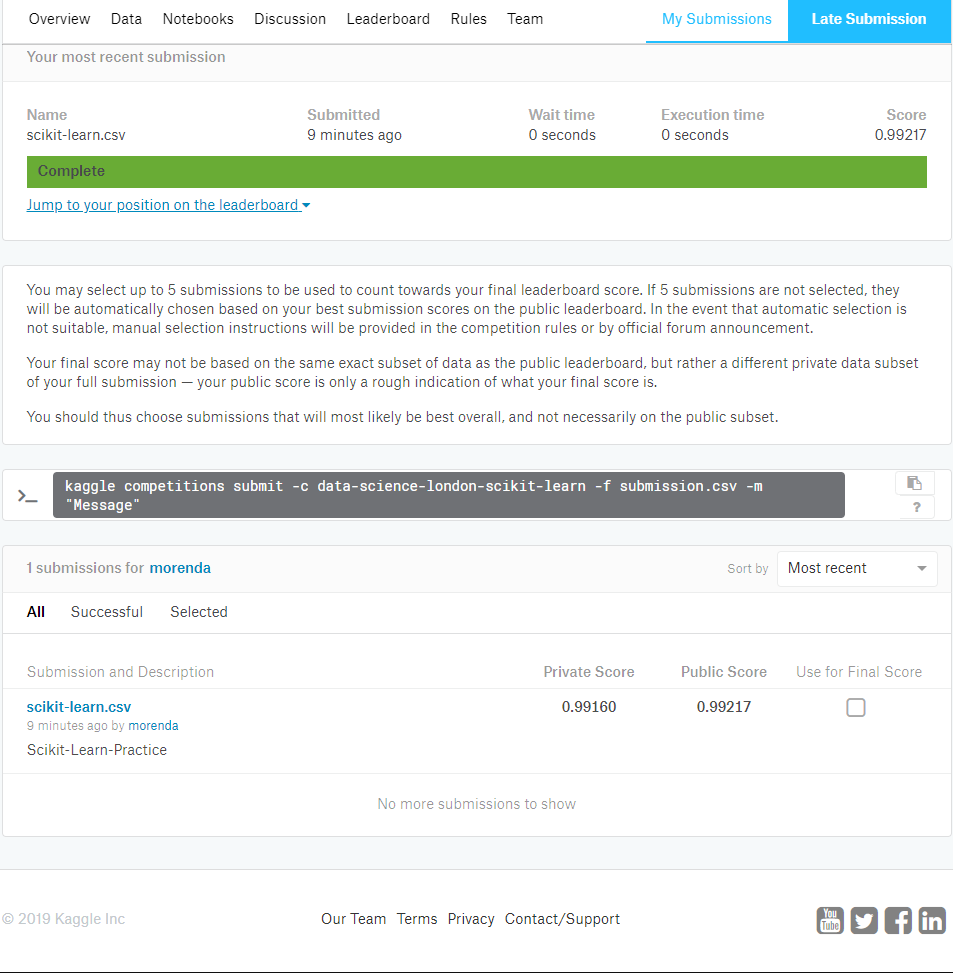 Overview Data Notebooks Discussion Leaderboard Rules Team My Submissions Late Submission
Your most recent submission
Name Submitted Wait time Execution time Score
scikit-learn.csv 9 minutes ago 0 seconds 0 seconds 0.99217
Complete
Jump to your position on the leaderboard
You may select up to 5 submissions to be used to count towards your final leaderboard score. If 5 submissions are not selected, they
will be automatically chosen based on your best submission scores on the public leaderboard. In the event that automatic selection is
not suitable, manual selection instructions will be provided in the competition rules or by official forum announcement.
Your final score may not be based on the same exact subset of data as the public leaderboard, but rather a different private data subset
of your full submission — your public score is only a rough indication of what your final score is.
You should thus choose submissions that will most likely be best overall, and not necessarily on the public subset.
>_ kaggle competitions submit -c data-science-london-scikit-learn -f submission.csv -m
"Message"
?
1 submissions for morenda Sort by Most recent
All Successful Selected
Submission and Description Private Score Public Score Use for Final Score
scikit-learn.csv 0.99160 0.99217
9 minutes ago by morenda
Scikit-Learn-Practice
No more submissions to show
© 2019 Kaggle Inc Our Team Terms Privacy Contact/Support You Tube f in